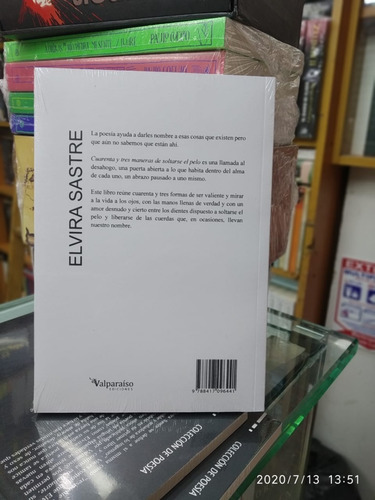 ELVIRA SASTRE
La poesía ayuda a darles nombre a esas cosas que existen pero
que aún no sabemos que están ahí.
Cuarenta y tres maneras de soltarse el pelo es una llamada al
desahogo, una puerta abierta a lo que habita dentro del alma
de cada uno, un abrazo pausado a uno mismo.
Este libro reúne cuarenta y tres formas de ser valiente y mirar
a la vida a los ojos, con las manos llenas de verdad y con un
amor desnudo y cierto entre los dientes dispuesto a soltarse el
pelo y liberarse de las cuerdas que, en ocasiones, llevan
nuestro nombre.
Valparaíso
EDICIONES
9 788417 096441
COLECCIÓN DE POESÍA
COLECCIÓN DE POESÍA
2020/7/13 13:51